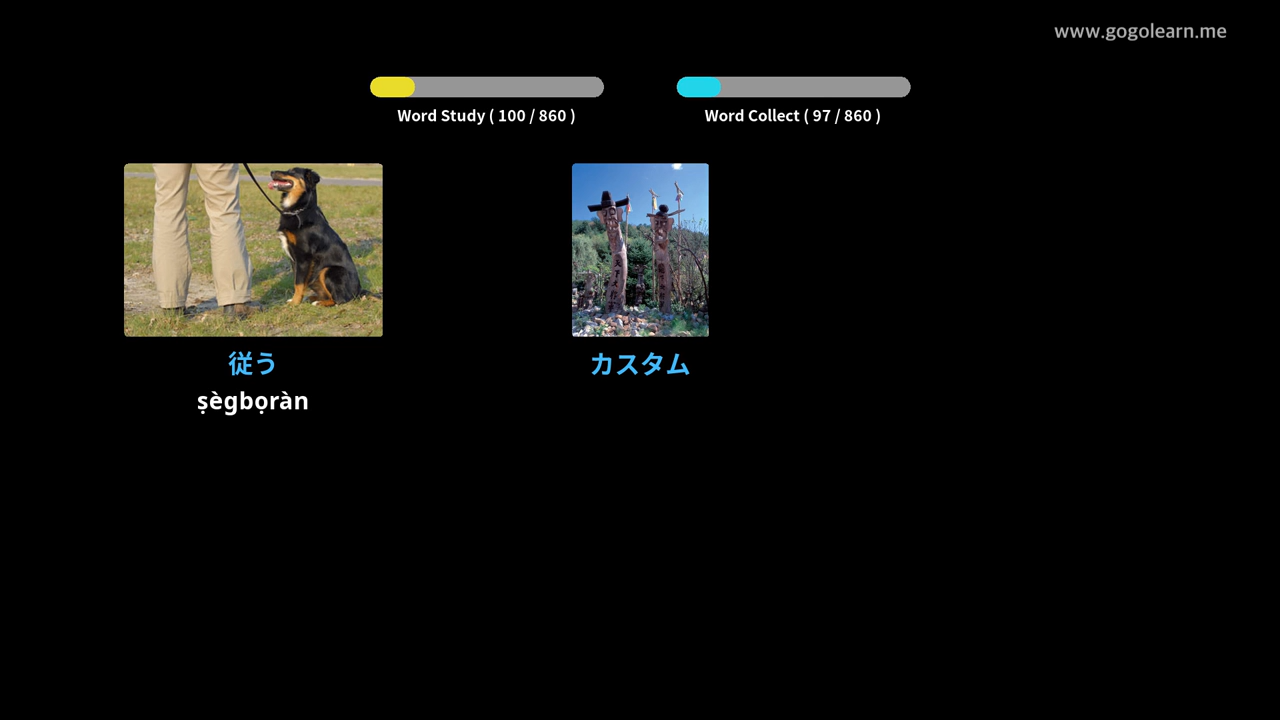 www.gogolearn.me
Word Study ( 100 / 860 )
Word Collect ( 97 / 860 )
従う
カスタム
ṣègbọràn